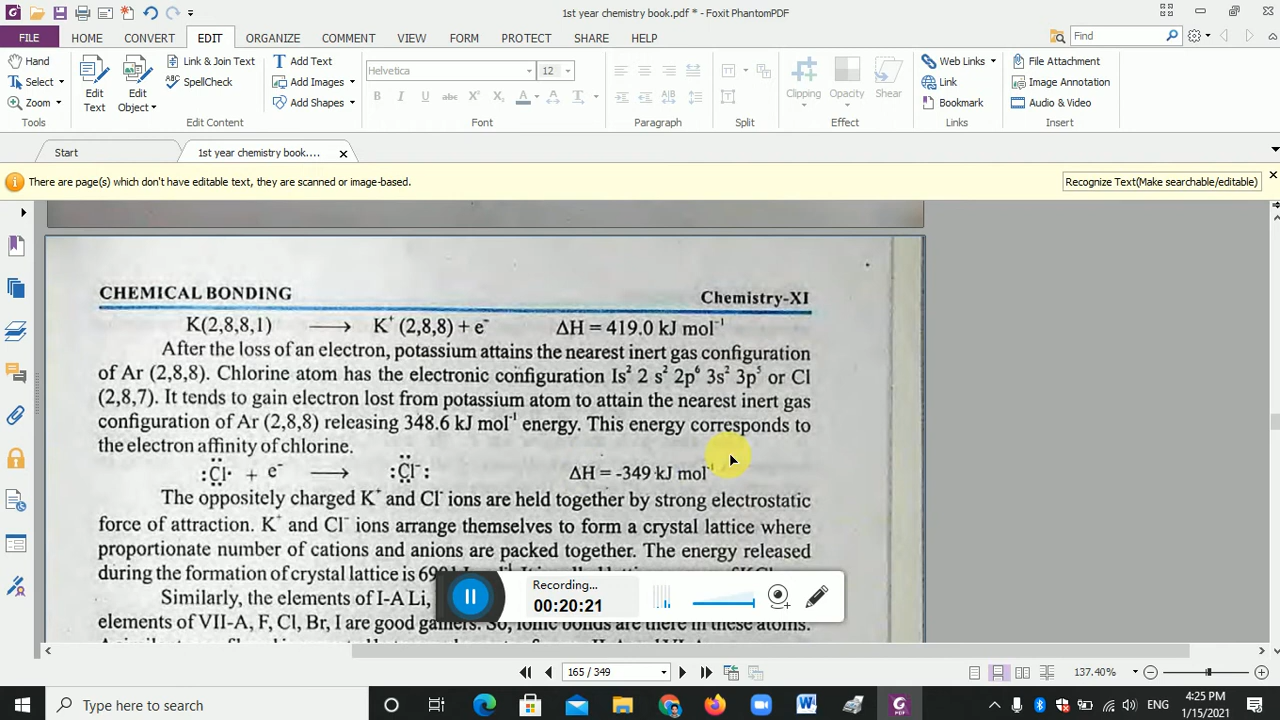 1st year chemistry book.pdf * - Foxit PhantomPDF
FILE HOME CONVERT EDIT ORGANIZE COMMENT VIEW FORM PROTECT SHARE HELP
Find
Hand
Select
Zoom
Tools
Edit Text
Edit Object
Link & Join Text
SpellCheck
Edit Content
Add Text
Add Images
Add Shapes
Helvetica 12
Font
Paragraph
Split
Clipping
Opacity
Shear
Effect
Web Links
Link
Bookmark
Links
File Attachment
Image Annotation
Audio & Video
Insert
Start
1st year chemistry book....
There are page(s) which don't have editable text, they are scanned or image-based.
Recognize Text(Make searchable/editable)
CHEMICAL BONDING Chemistry-XI
K(2,8,8,1) ⟶ K⁺ (2,8,8) + e⁻ ΔH = 419.0 kJ mol⁻¹
After the loss of an electron, potassium attains the nearest inert gas configuration
of Ar (2,8,8). Chlorine atom has the electronic configuration Is² 2 s² 2p⁶ 3s² 3p⁵ or Cl
(2,8,7). It tends to gain electron lost from potassium atom to attain the nearest inert gas
configuration of Ar (2,8,8) releasing 348.6 kJ mol⁻¹ energy. This energy corresponds to
the electron affinity of chlorine.
:Cl· + e⁻ ⟶ :Cl⁻: ΔH = -349 kJ mol⁻¹
The oppositely charged K⁺ and Cl⁻ ions are held together by strong electrostatic
force of attraction. K⁺ and Cl⁻ ions arrange themselves to form a crystal lattice where
proportionate number of cations and anions are packed together. The energy released
during the formation of crystal lattice is
Similarly, the elements of I-A Li,
elements of VII-A, F, Cl, Br, I are good gainers. So, ionic bonds are there in these atoms.
Recording...
00:20:21
165 / 349
137.40%
Type here to search
ENG
4:25 PM
1/15/2021